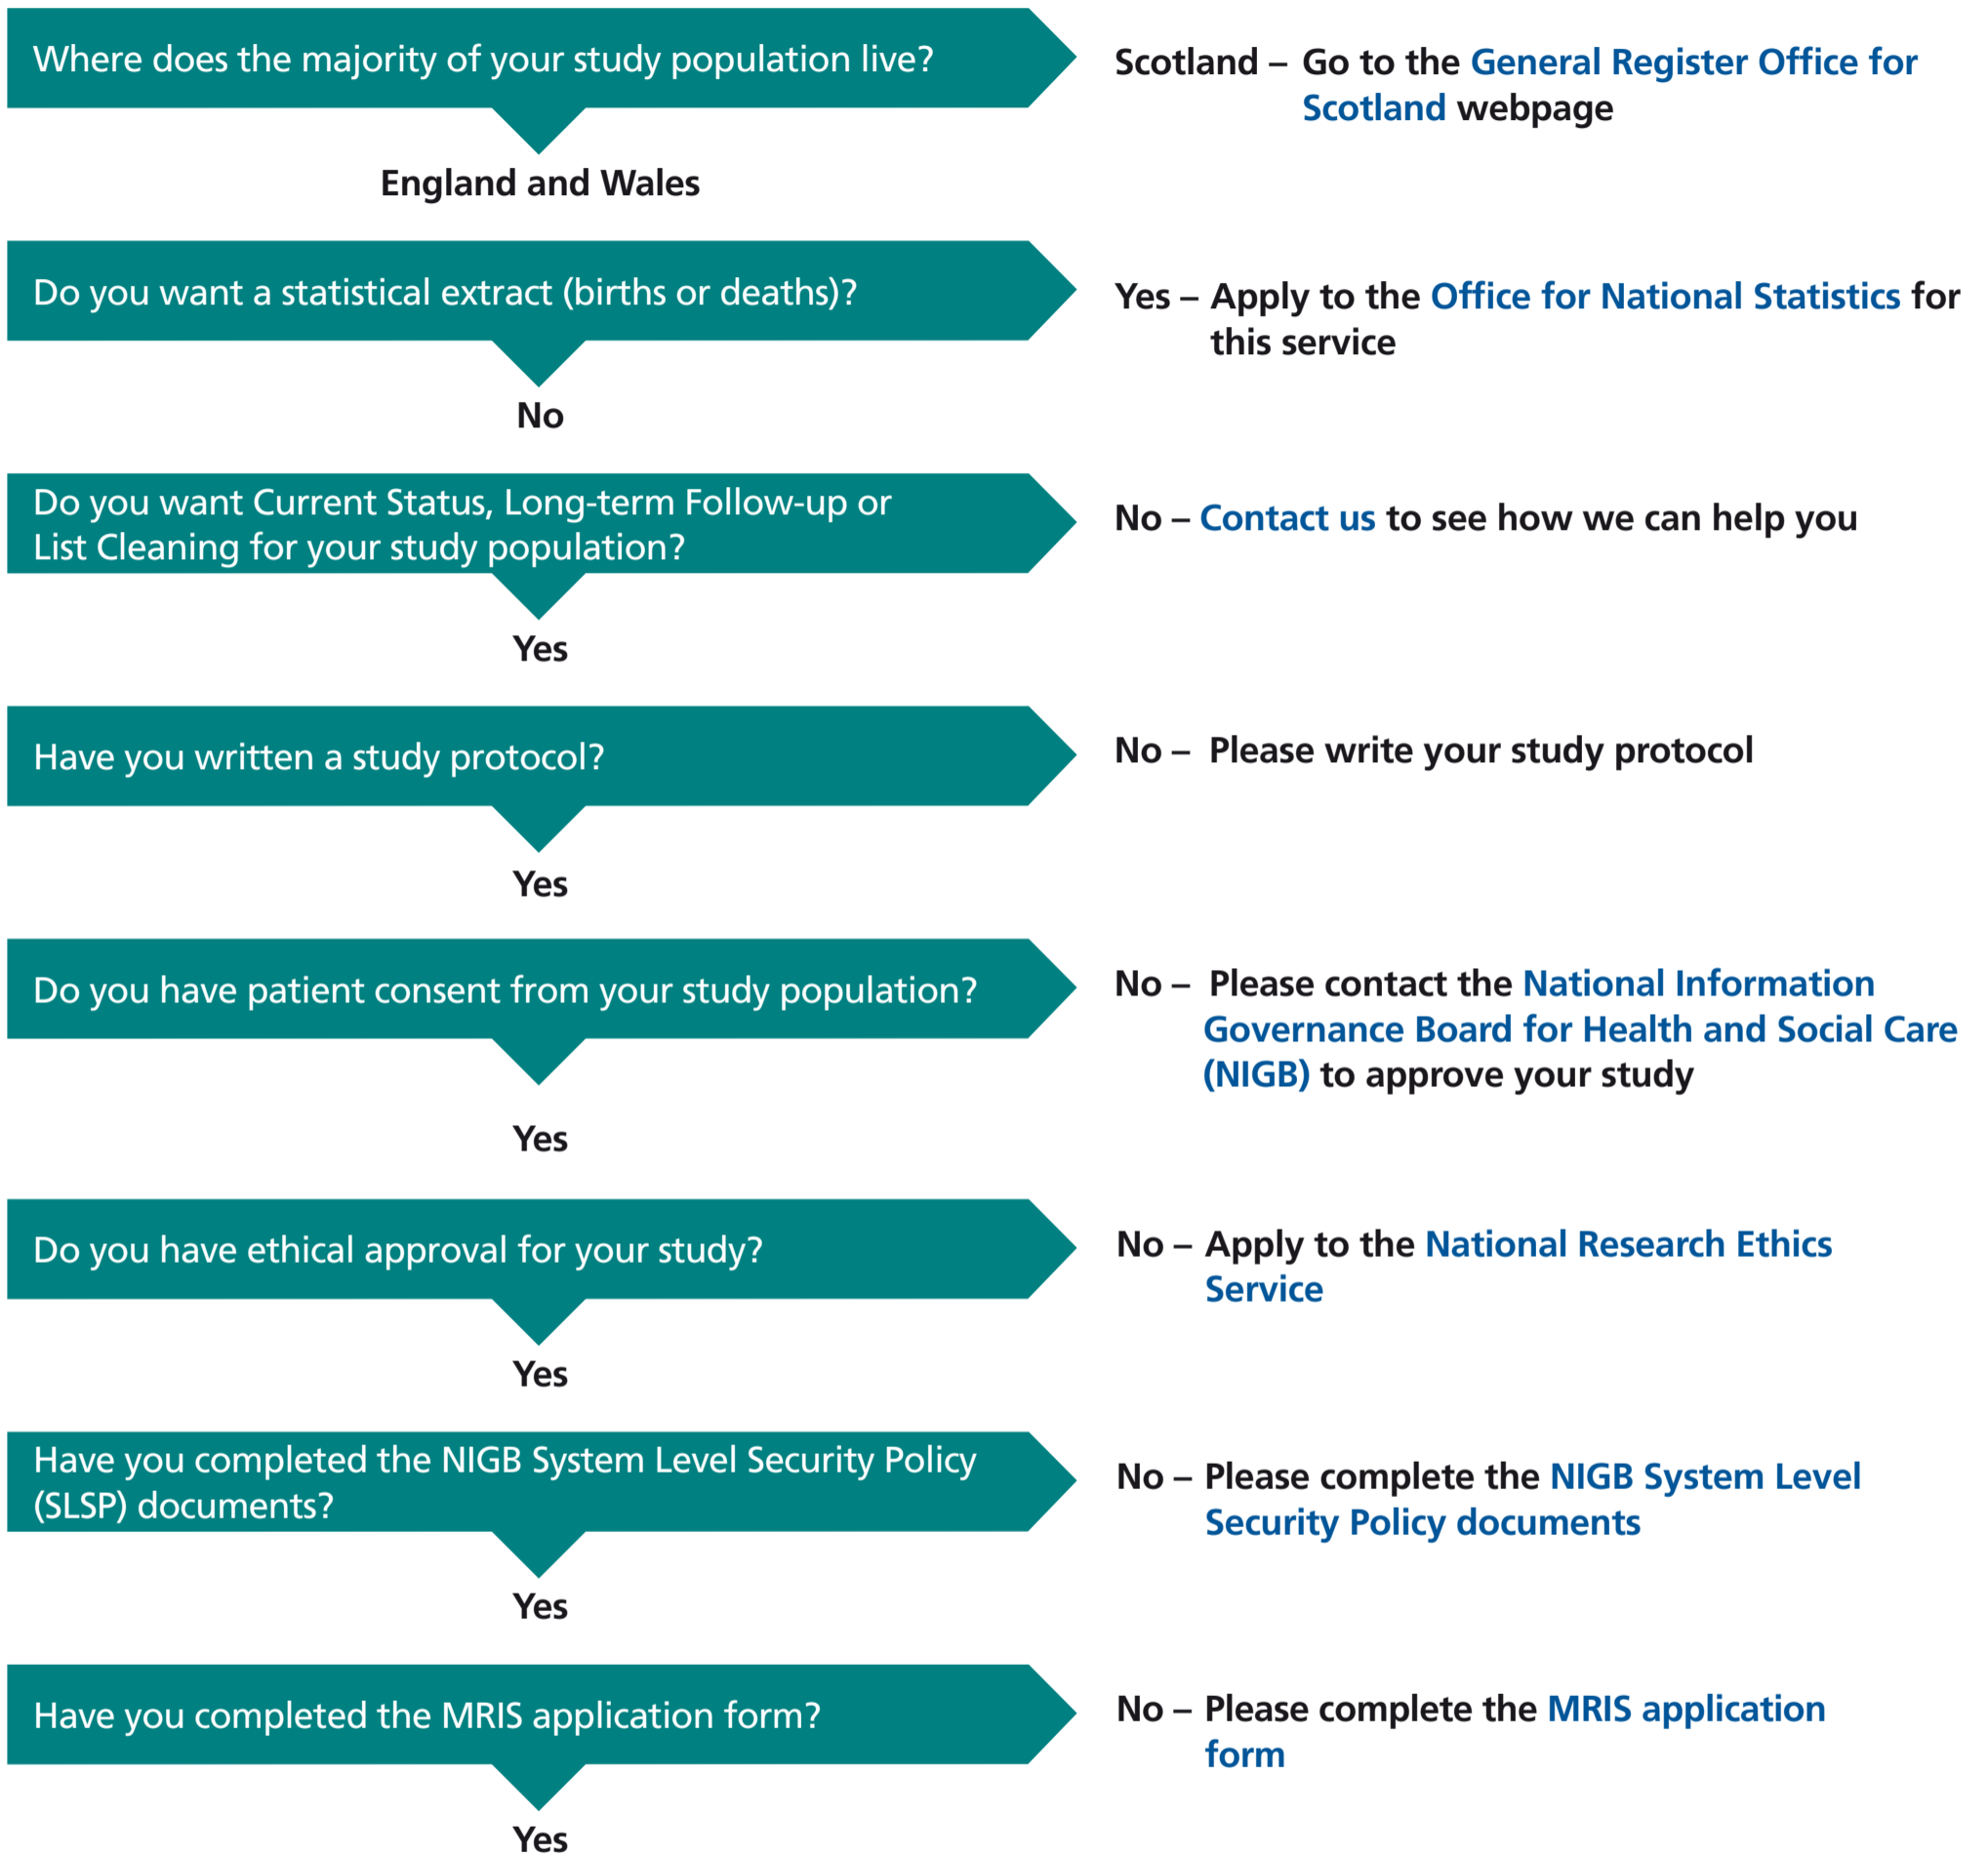 Where does the majority of your study population live?
Scotland – Go to the General Register Office for
Scotland webpage
England and Wales
Do you want a statistical extract (births or deaths)?
Yes – Apply to the Office for National Statistics for
this service
No
Do you want Current Status, Long-term Follow-up or
List Cleaning for your study population?
No – Contact us to see how we can help you
Yes
Have you written a study protocol?
No – Please write your study protocol
Yes
Do you have patient consent from your study population?
No – Please contact the National Information
Governance Board for Health and Social Care
(NIGB) to approve your study
Yes
Do you have ethical approval for your study?
No – Apply to the National Research Ethics
Service
Yes
Have you completed the NIGB System Level Security Policy
(SLSP) documents?
No – Please complete the NIGB System Level
Security Policy documents
Yes
Have you completed the MRIS application form?
No – Please complete the MRIS application
form
Yes